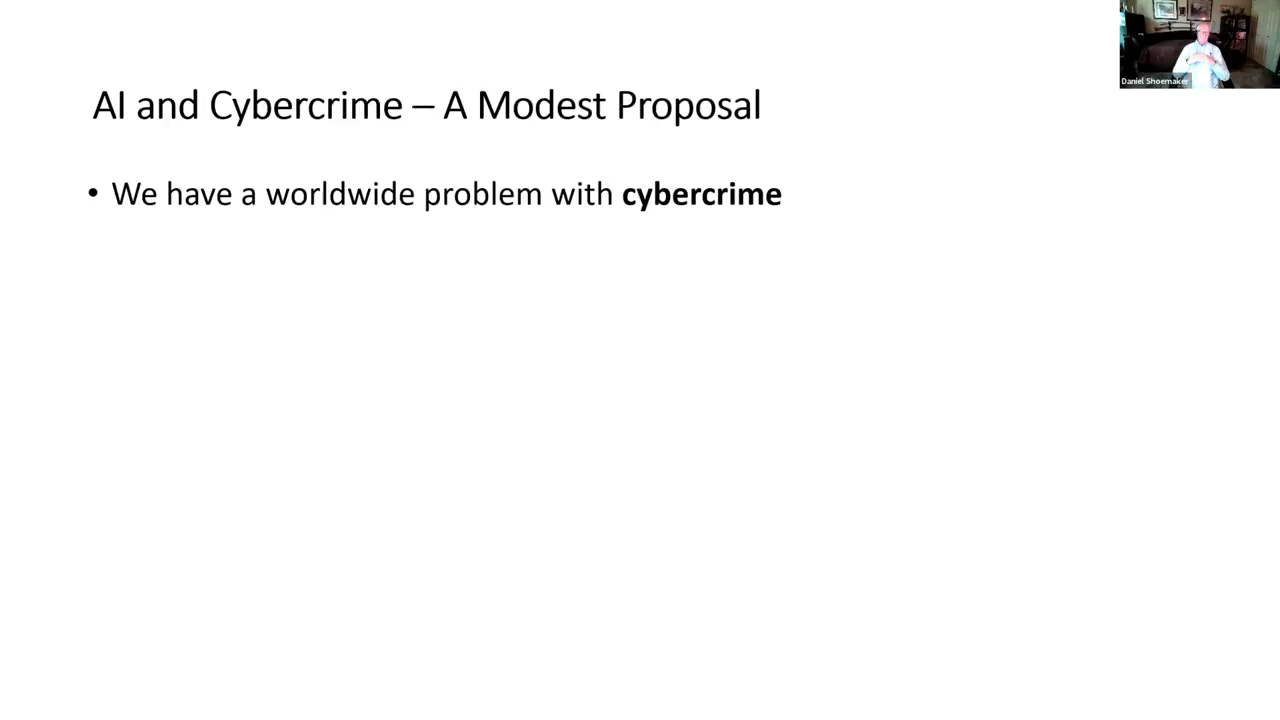 AI and Cybercrime – A Modest Proposal
• We have a worldwide problem with cybercrime
Daniel Shoemaker